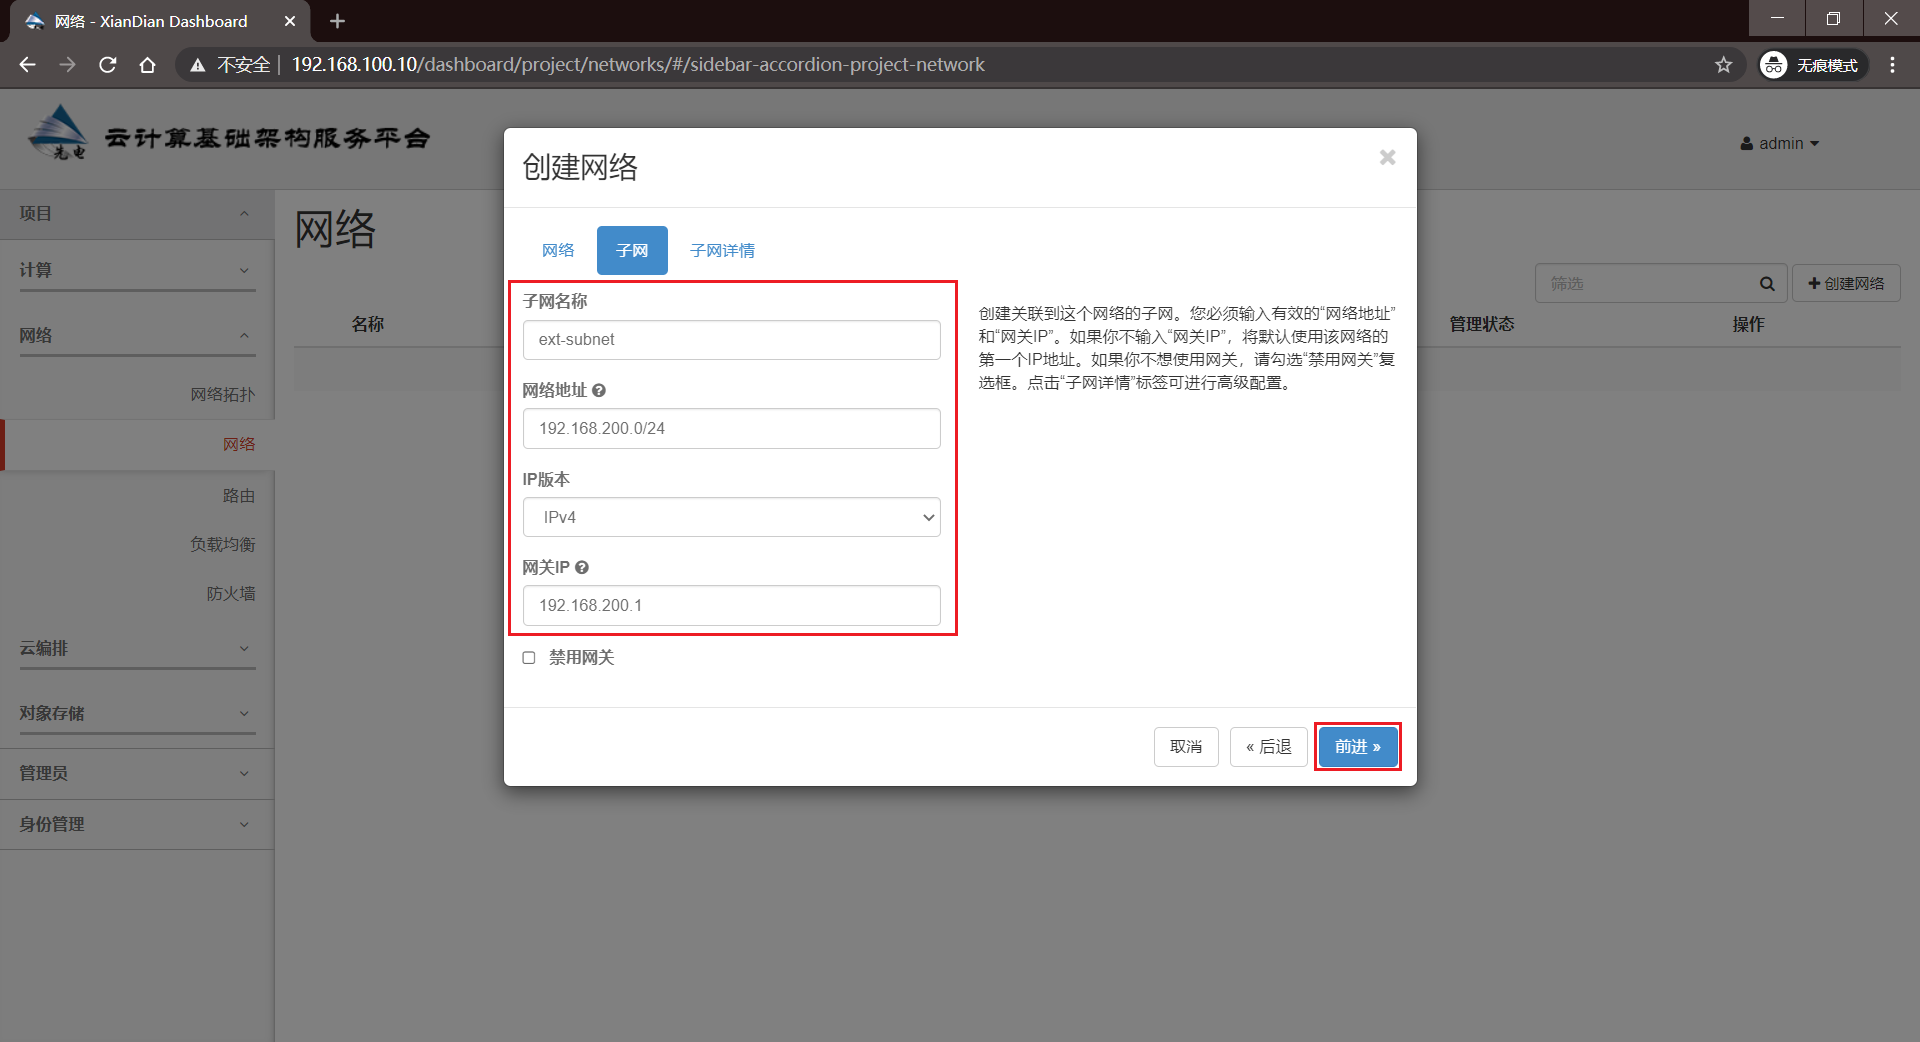 网络 - XianDian Dashboard
不安全 | 192.168.100.10/dashboard/project/networks/#/sidebar-accordion-project-network
无痕模式
先电
云计算基础架构服务平台
admin
项目
计算
网络
网络拓扑
网络
路由
负载均衡
防火墙
云编排
对象存储
管理员
身份管理
网络
筛选
创建网络
名称
管理状态
操作
创建网络
网络
子网
子网详情
子网名称
ext-subnet
网络地址
192.168.200.0/24
IP版本
IPv4
网关IP
192.168.200.1
禁用网关
创建关联到这个网络的子网。您必须输入有效的“网络地址”
和“网关IP”。如果你不输入“网关IP”，将默认使用该网络的
第一个IP地址。如果你不想使用网关，请勾选“禁用网关”复
选框。点击“子网详情”标签可进行高级配置。
取消
« 后退
前进 »